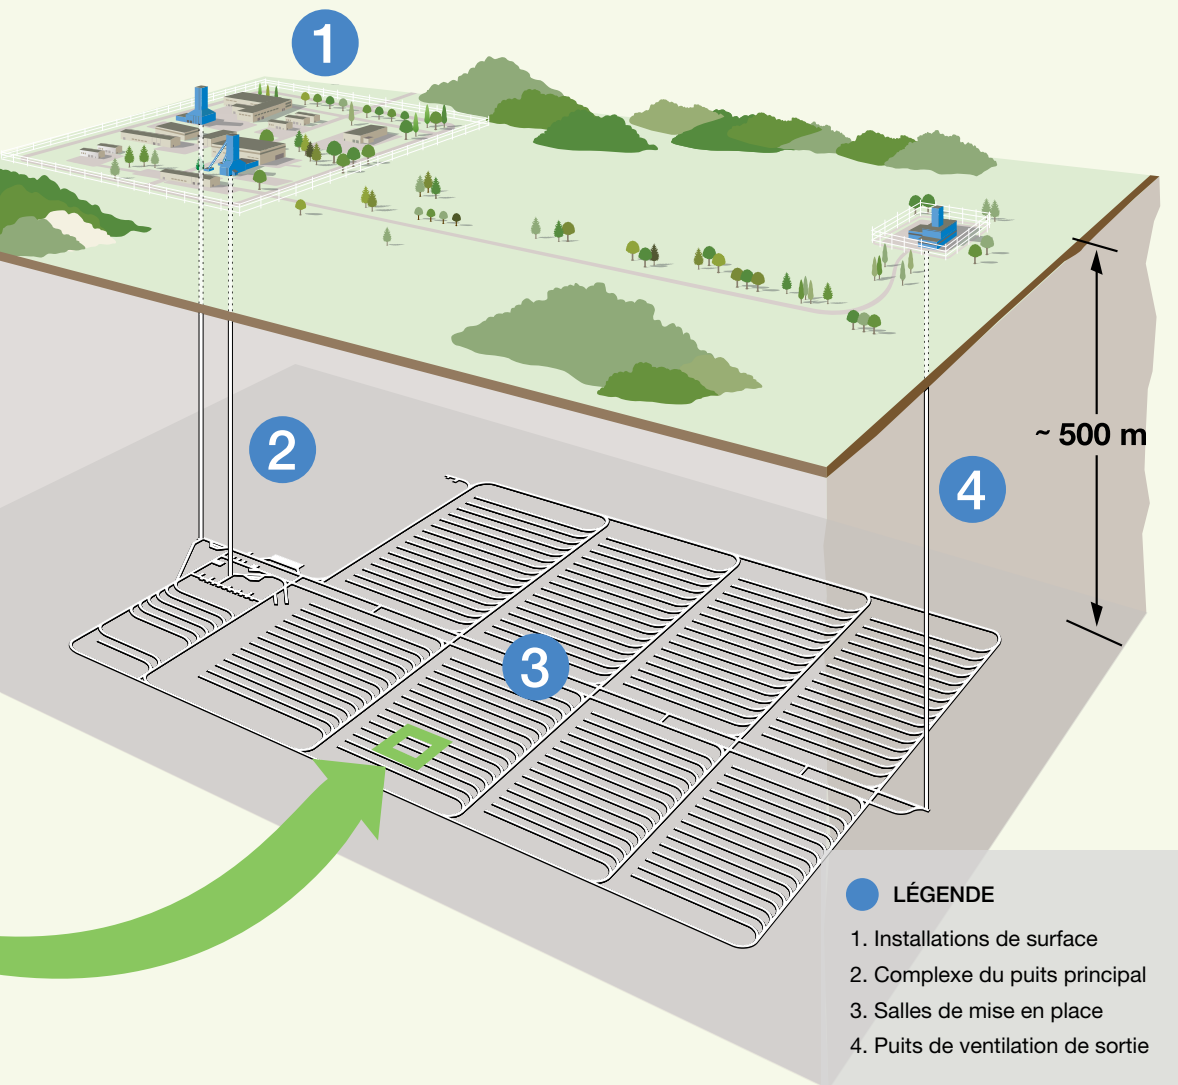 1
2
~ 500 m
4
3
LÉGENDE
1. Installations de surface
2. Complexe du puits principal
3. Salles de mise en place
4. Puits de ventilation de sortie